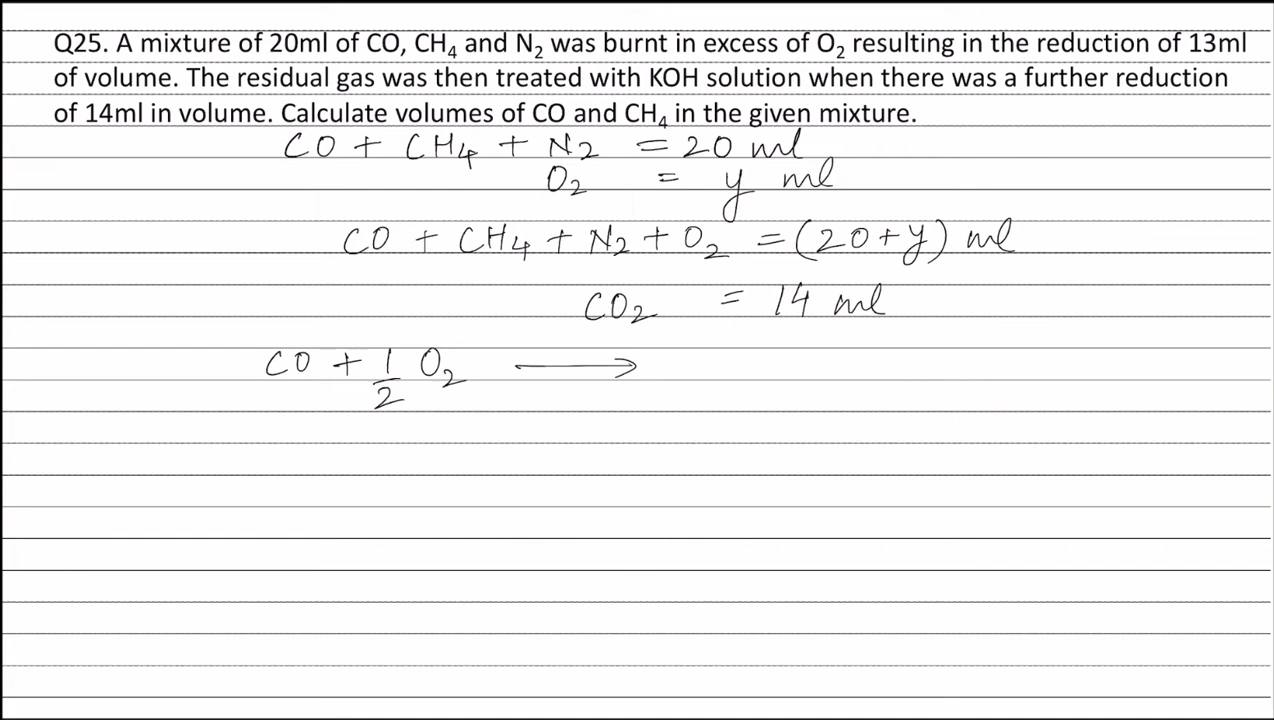 Q25. A mixture of 20ml of CO, CH₄ and N₂ was burnt in excess of O₂ resulting in the reduction of 13ml
of volume. The residual gas was then treated with KOH solution when there was a further reduction
of 14ml in volume. Calculate volumes of CO and CH₄ in the given mixture.
CO + CH₄ + N₂ = 20 ml
O₂ = y ml
CO + CH₄ + N₂ + O₂ = (20+y) ml
CO₂ = 14 ml
CO + 1/2 O₂ ⟶